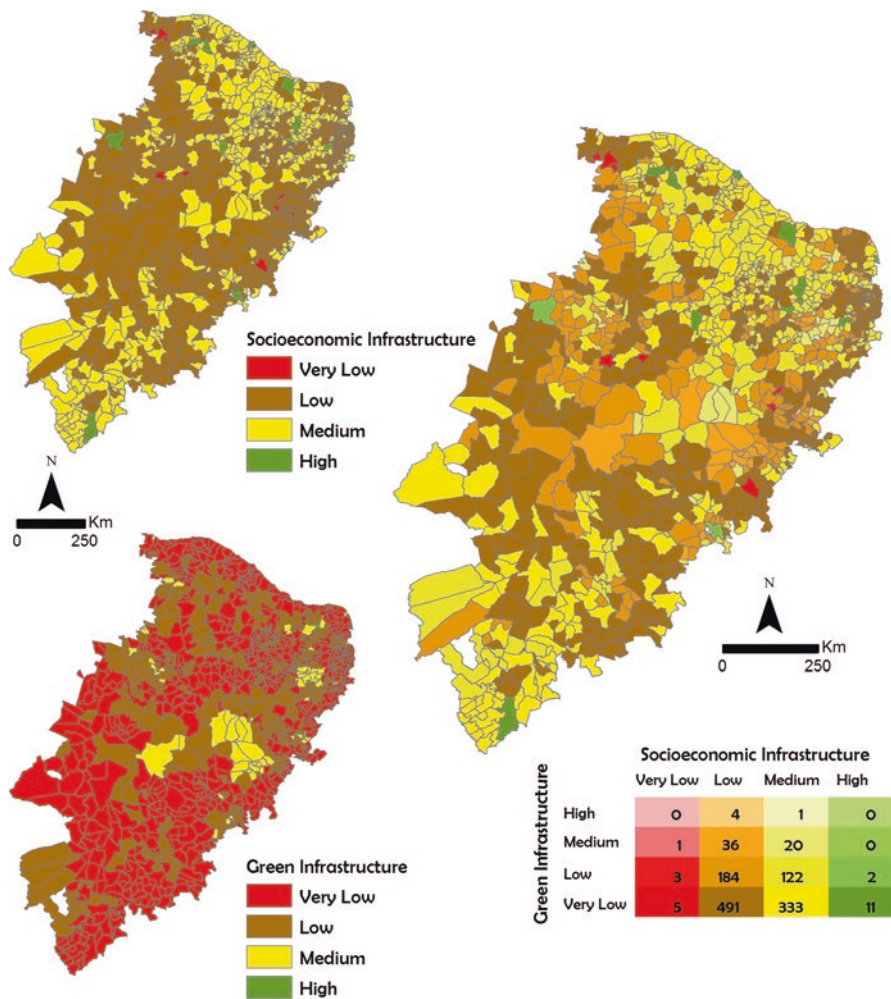 Socioeconomic Infrastructure
Very Low
Low
Medium
High
N
Km
0 250
N
Km
0 250
Green Infrastructure
Very Low
Low
Medium
High
Socioeconomic Infrastructure
Very Low Low Medium High
Green Infrastructure
High 0 4 1 0
Medium 1 36 20 0
Low 3 184 122 2
Very Low 5 491 333 11